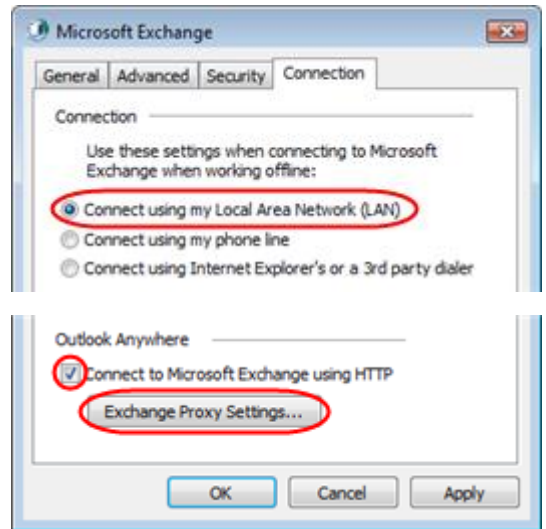 Microsoft Exchange
General Advanced Security Connection
Connection
Use these settings when connecting to Microsoft
Exchange when working offline:
Connect using my Local Area Network (LAN)
Connect using my phone line
Connect using Internet Explorer's or a 3rd party dialer
Outlook Anywhere
Connect to Microsoft Exchange using HTTP
Exchange Proxy Settings...
OK Cancel Apply